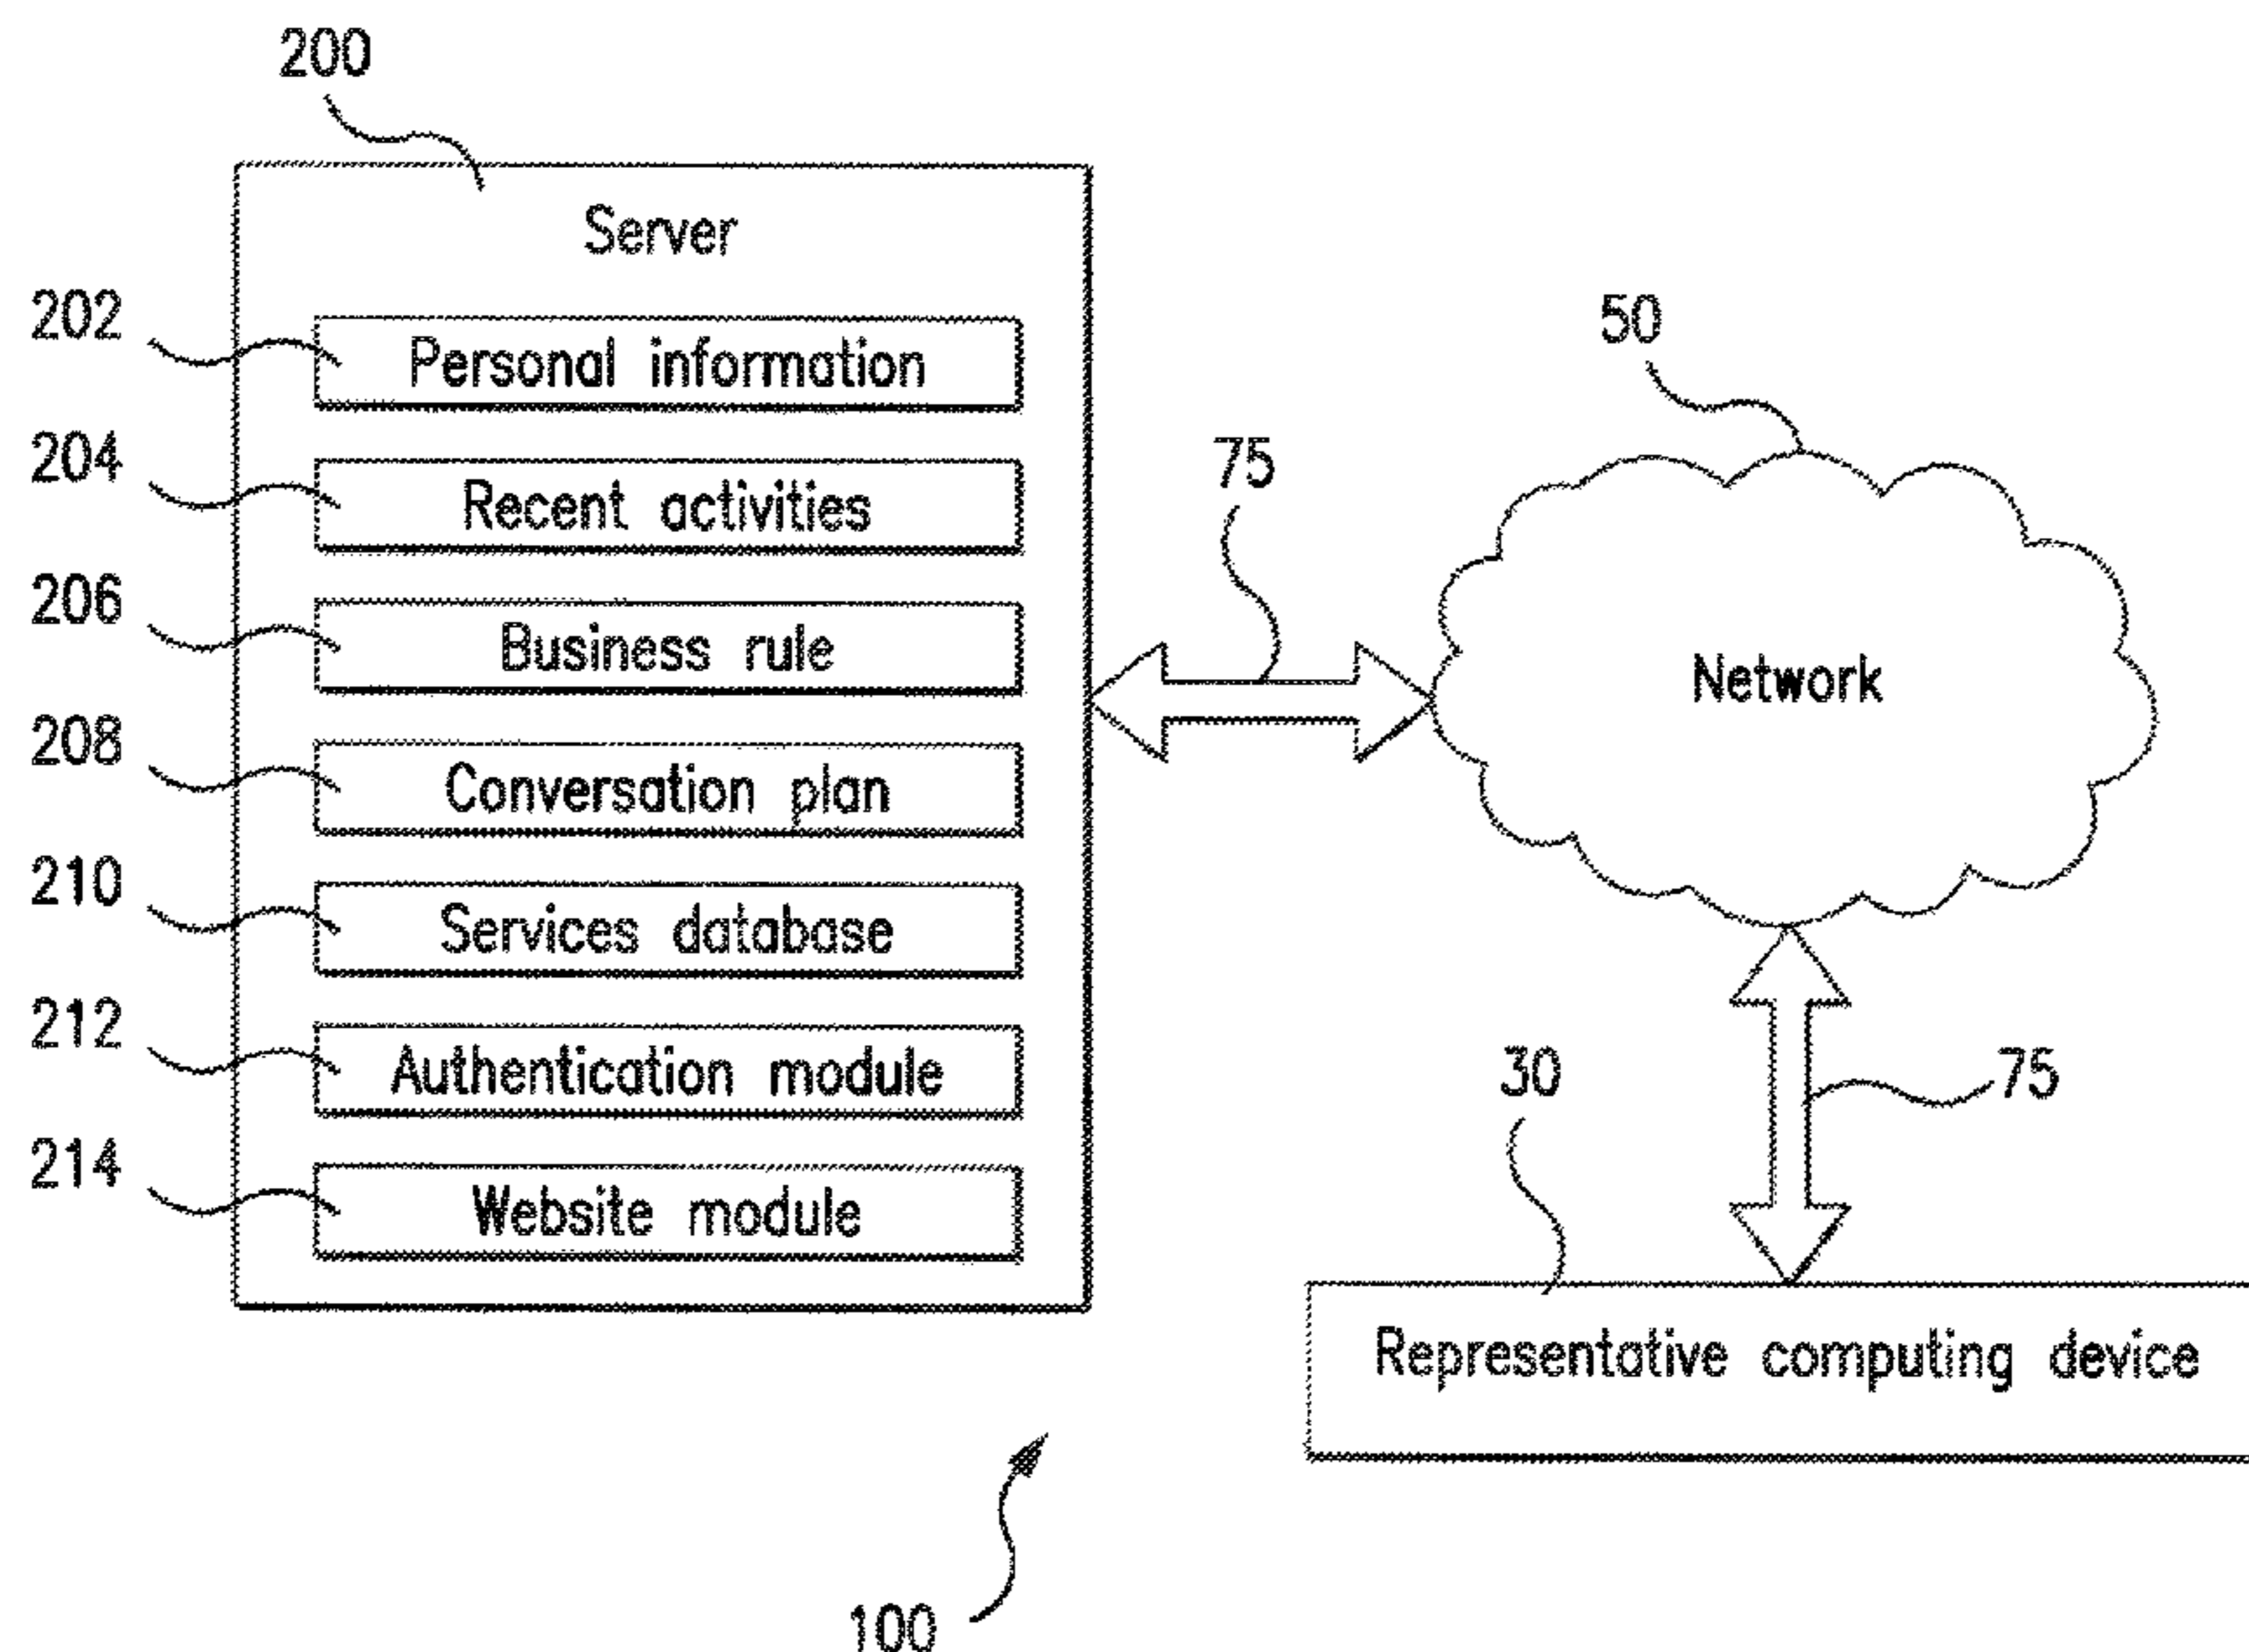 200
Server
202
Personal information
204
Recent activities
206
Business rule
208
Conversation plan
210
Services database
212
Authentication module
214
Website module
75
50
Network
75
30
Representative computing device
100